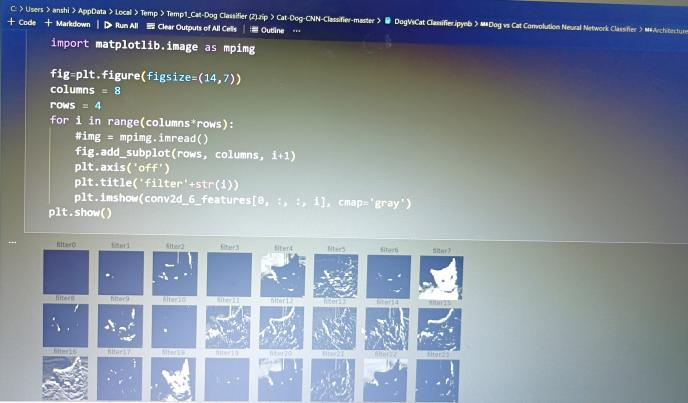 C: > Users > anshi > AppData > Local > Temp > Temp1_Cat-Dog Classifier (2).zip > Cat-Dog-CNN-Classifier-master > DogVsCat Classifier.ipynb > M↓Dog vs Cat Convolution Neural Network Classifier > M↓Architecture
+ Code + Markdown | ▷ Run All Clear Outputs of All Cells | Outline ...
import matplotlib.image as mpimg
fig=plt.figure(figsize=(14,7))
columns = 8
rows = 4
for i in range(columns*rows):
#img = mpimg.imread()
fig.add_subplot(rows, columns, i+1)
plt.axis('off')
plt.title('filter'+str(i))
plt.imshow(conv2d_6_features[0, :, :, i], cmap='gray')
plt.show()
...
filter0 filter1 filter2 filter3 filter4 filter5 filter6 filter7
filter8 filter9 filter10 filter11 filter12 filter13 filter14 filter15
filter16 filter17 filter18 filter19 filter20 filter21 filter22 filter23